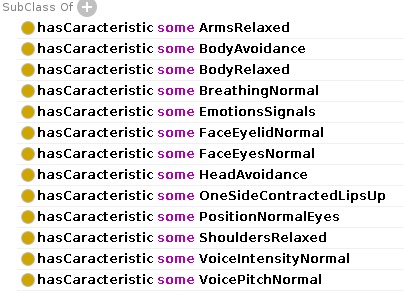 SubClass Of +
hasCaracteristic some ArmsRelaxed
hasCaracteristic some BodyAvoidance
hasCaracteristic some BodyRelaxed
hasCaracteristic some BreathingNormal
hasCaracteristic some EmotionsSignals
hasCaracteristic some FaceEyelidNormal
hasCaracteristic some FaceEyesNormal
hasCaracteristic some HeadAvoidance
hasCaracteristic some OneSideContractedLipsUp
hasCaracteristic some PositionNormalEyes
hasCaracteristic some ShouldersRelaxed
hasCaracteristic some VoiceIntensityNormal
hasCaracteristic some VoicePitchNormal